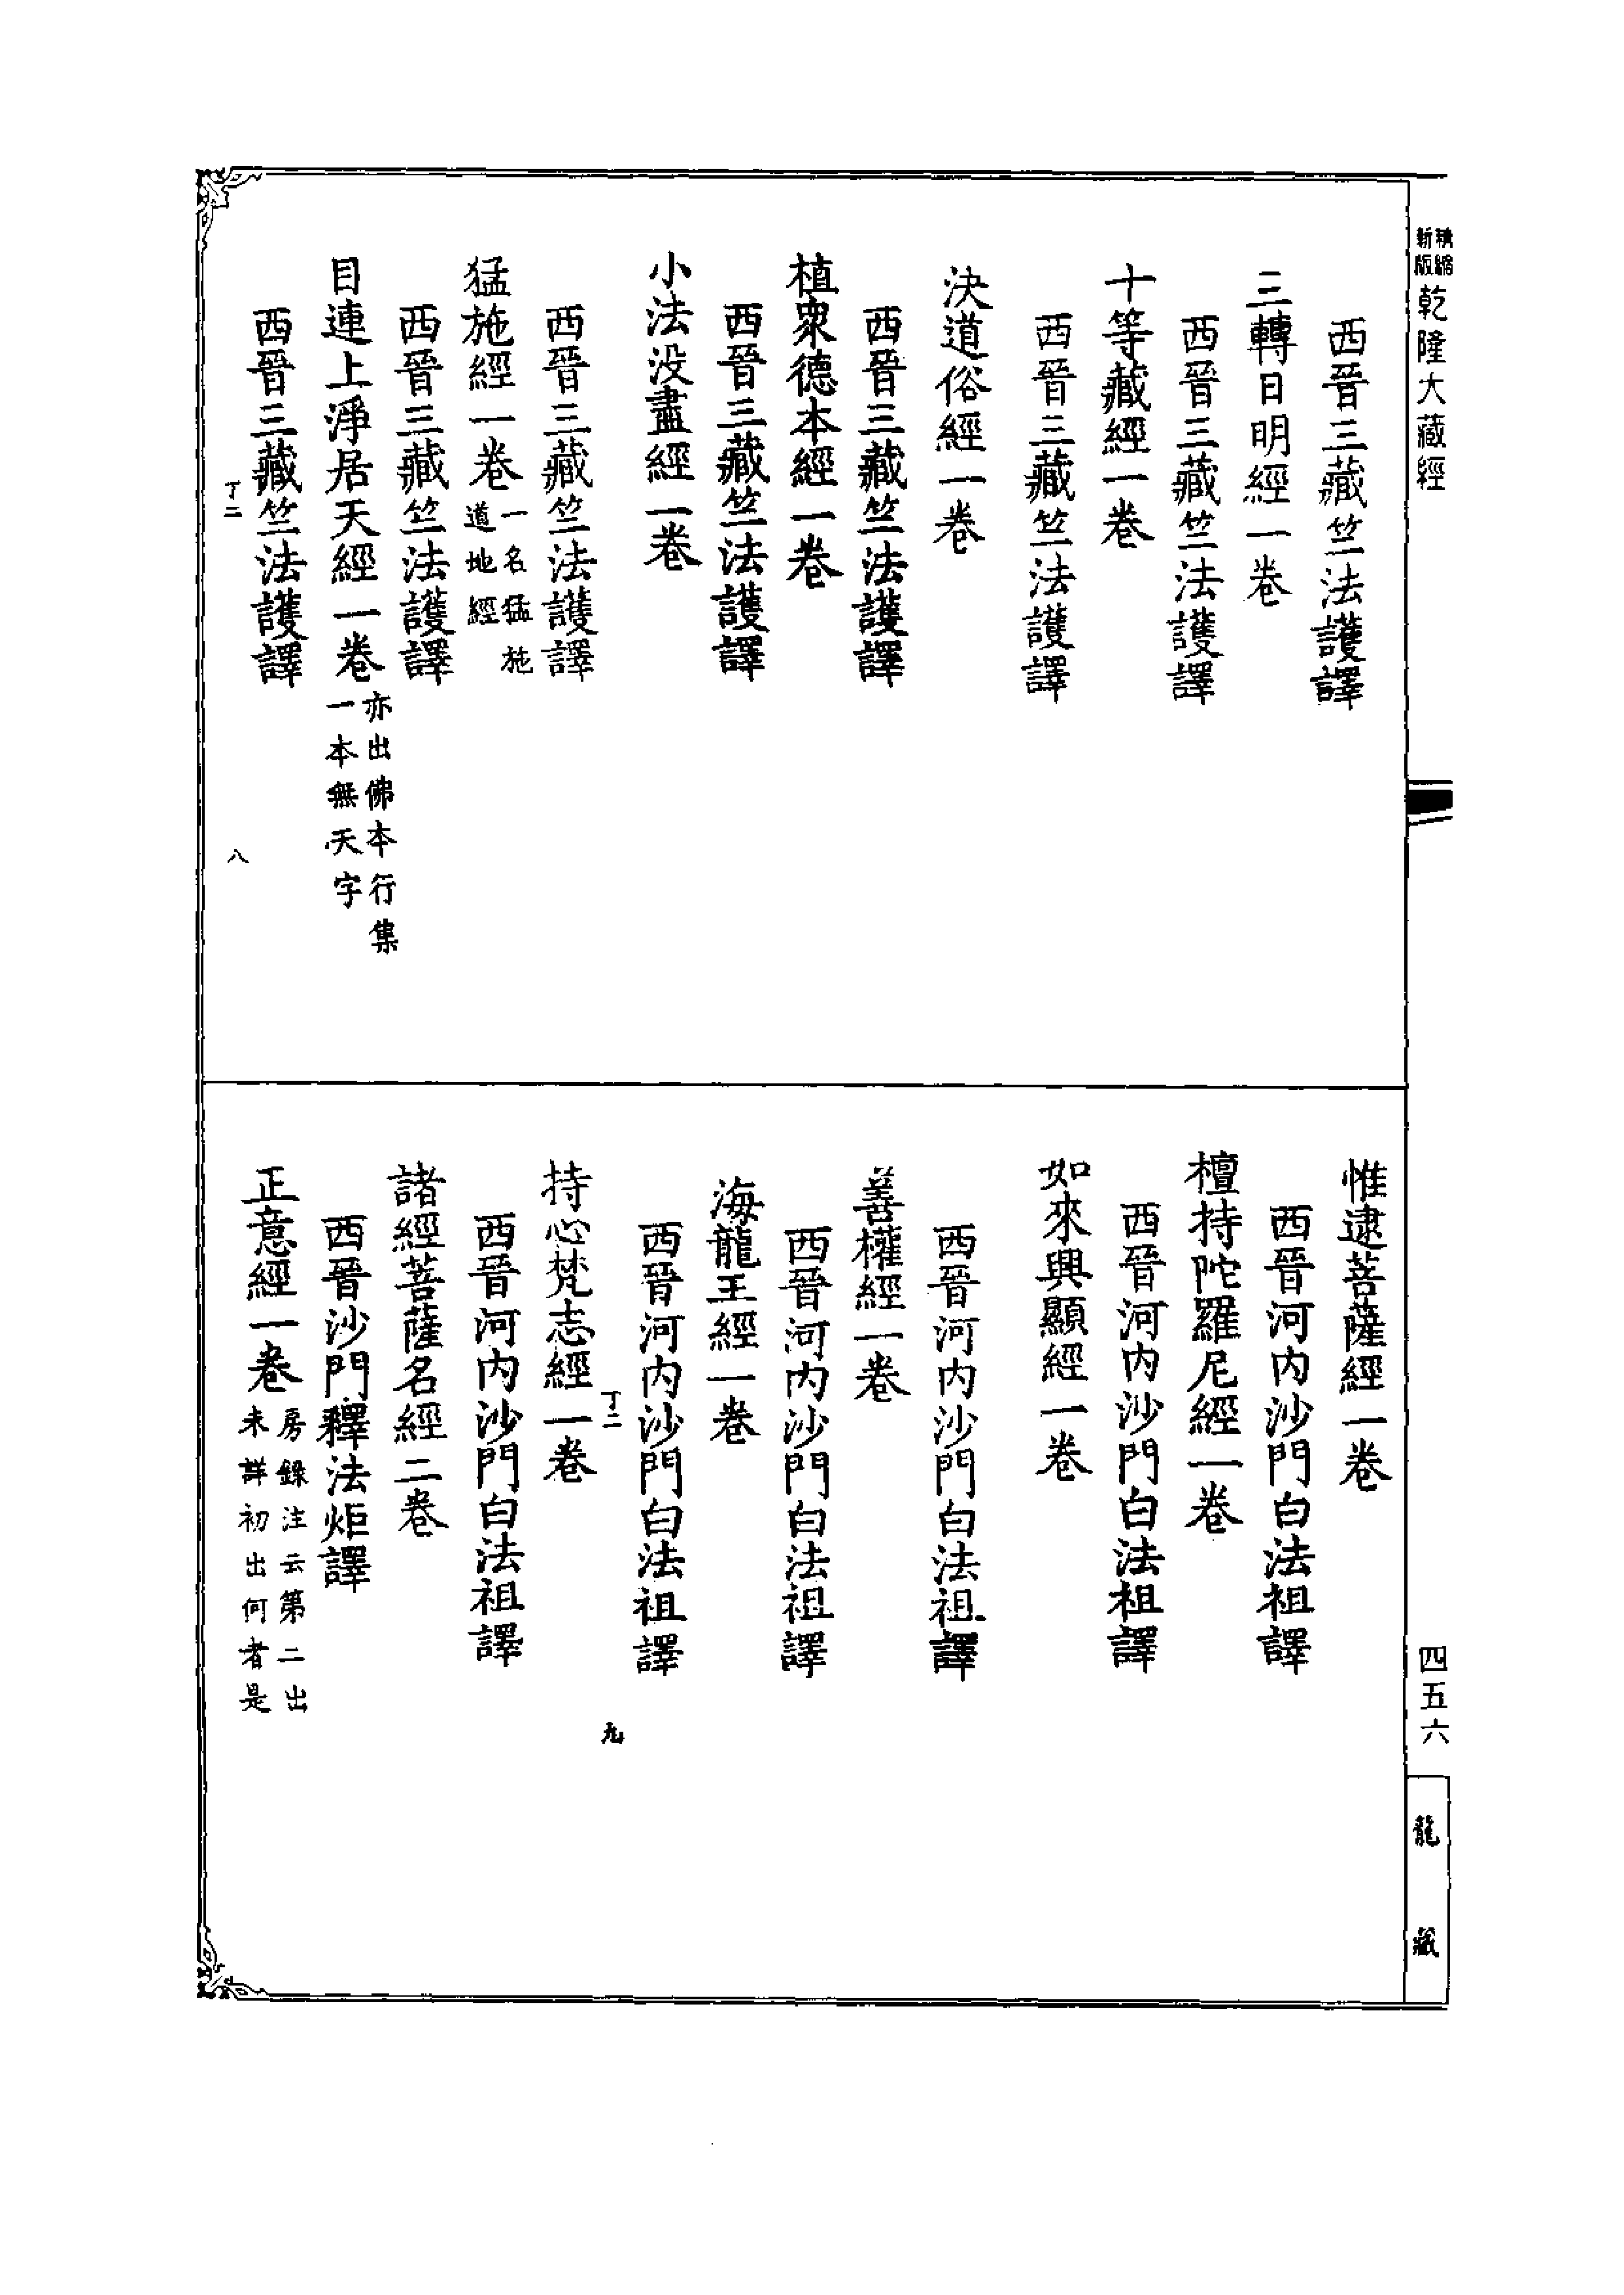 新版精縮
乾隆大藏經
西晉三藏竺法護譯
三轉日明經一卷
西晉三藏竺法護譯
十等藏經一卷
西晉三藏竺法護譯
決道俗經一卷
西晉三藏竺法護譯
植衆德本經一卷
西晉三藏竺法護譯
小法没盡經一卷
西晉三藏竺法護譯
猛施經一卷一名猛施道地經
西晉三藏竺法護譯
目連上淨居天經一卷亦出佛本行集一本無天字
西晉三藏竺法護譯
丁二
八
惟逮菩薩經一卷
西晉河内沙門白法祖譯
檀持陀羅尼經一卷
西晉河内沙門白法祖譯
如來興顯經一卷
西晉河内沙門白法祖譯
善權經一卷
西晉河内沙門白法祖譯
海龍王經一卷
西晉河内沙門白法祖譯
丁二
九
持心梵志經一卷
西晉河内沙門白法祖譯
諸經菩薩名經二卷
西晉沙門釋法炬譯
正意經一卷房錄注云第二出未詳初出何者是
四五六
龍藏